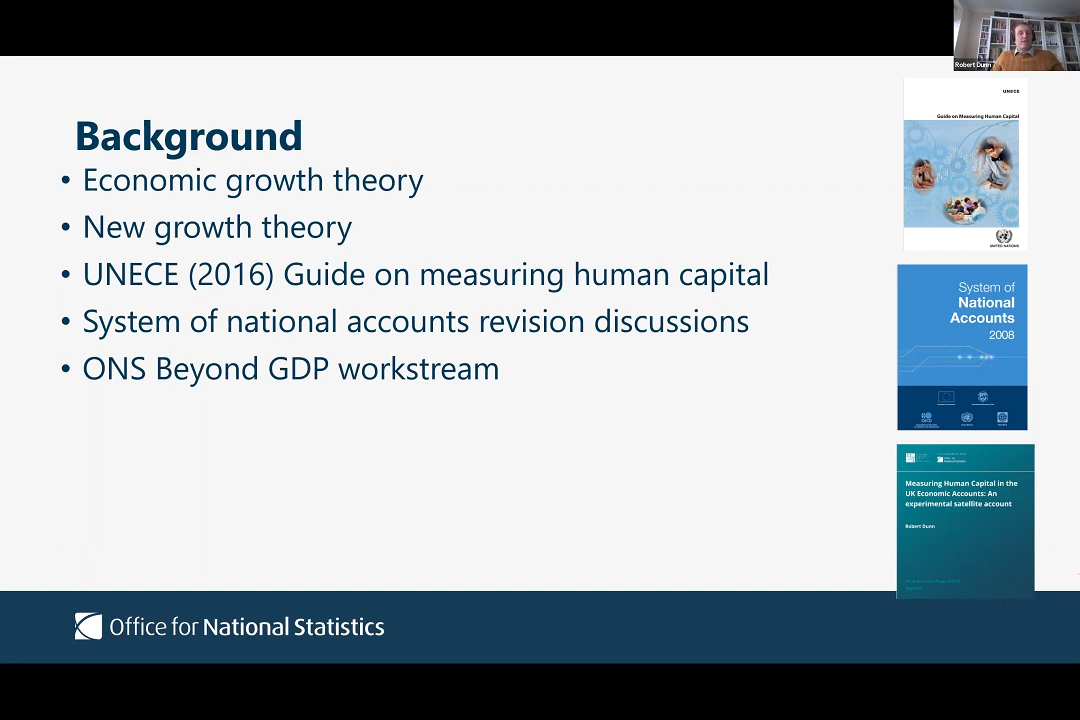 Robert Dunn
UNECE
Guide on Measuring Human Capital
UNITED NATIONS
Background
• Economic growth theory
• New growth theory
• UNECE (2016) Guide on measuring human capital
• System of national accounts revision discussions
• ONS Beyond GDP workstream
System of
National
Accounts
2008
OECD
Measuring Human Capital in the
UK Economic Accounts: An
experimental satellite account
Robert Dunn
Office for National Statistics